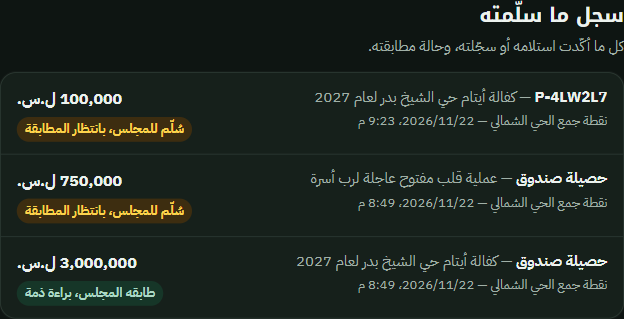 سجل ما سلّمته
كل ما أكّدت استلامه أو سجّلته، وحالة مطابقته.
P-4LW2L7 — كفالة أيتام حي الشيخ بدر لعام 2027
100,000 ل.س.
نقطة جمع الحي الشمالي — 2026/11/22، 9:23 م
سُلّم للمجلس، بانتظار المطابقة
حصيلة صندوق — عملية قلب مفتوح عاجلة لرب أسرة
750,000 ل.س.
نقطة جمع الحي الشمالي — 2026/11/22، 8:49 م
سُلّم للمجلس، بانتظار المطابقة
حصيلة صندوق — كفالة أيتام حي الشيخ بدر لعام 2027
3,000,000 ل.س.
نقطة جمع الحي الشمالي — 2026/11/22، 8:49 م
طابقه المجلس، براءة ذمة